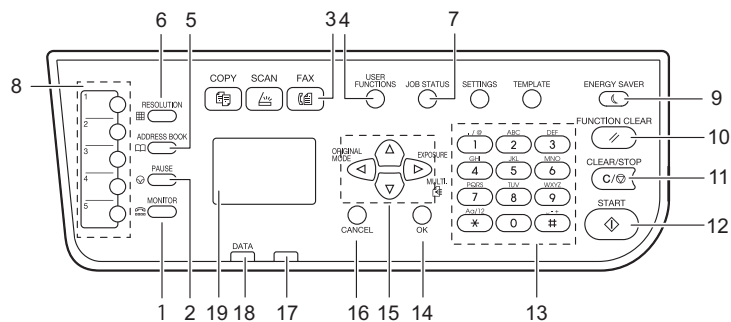 6 5 3 4 7
8
COPY SCAN FAX
USER FUNCTIONS JOB STATUS SETTINGS TEMPLATE
ENERGY SAVER
9
1
RESOLUTION
2
ADDRESS BOOK
3
PAUSE
4
MONITOR
5
ORIGINAL MODE
EXPOSURE
MULTI.
CANCEL OK
. / @ ABC DEF
1 2 3
GHI JKL MNO
4 5 6
PQRS TUV WXYZ
7 8 9
Aa/12 _ - +
* 0 #
FUNCTION CLEAR
10
CLEAR/STOP
C/
11
START
12
DATA
1 2 19 18 17 16 15 14 13